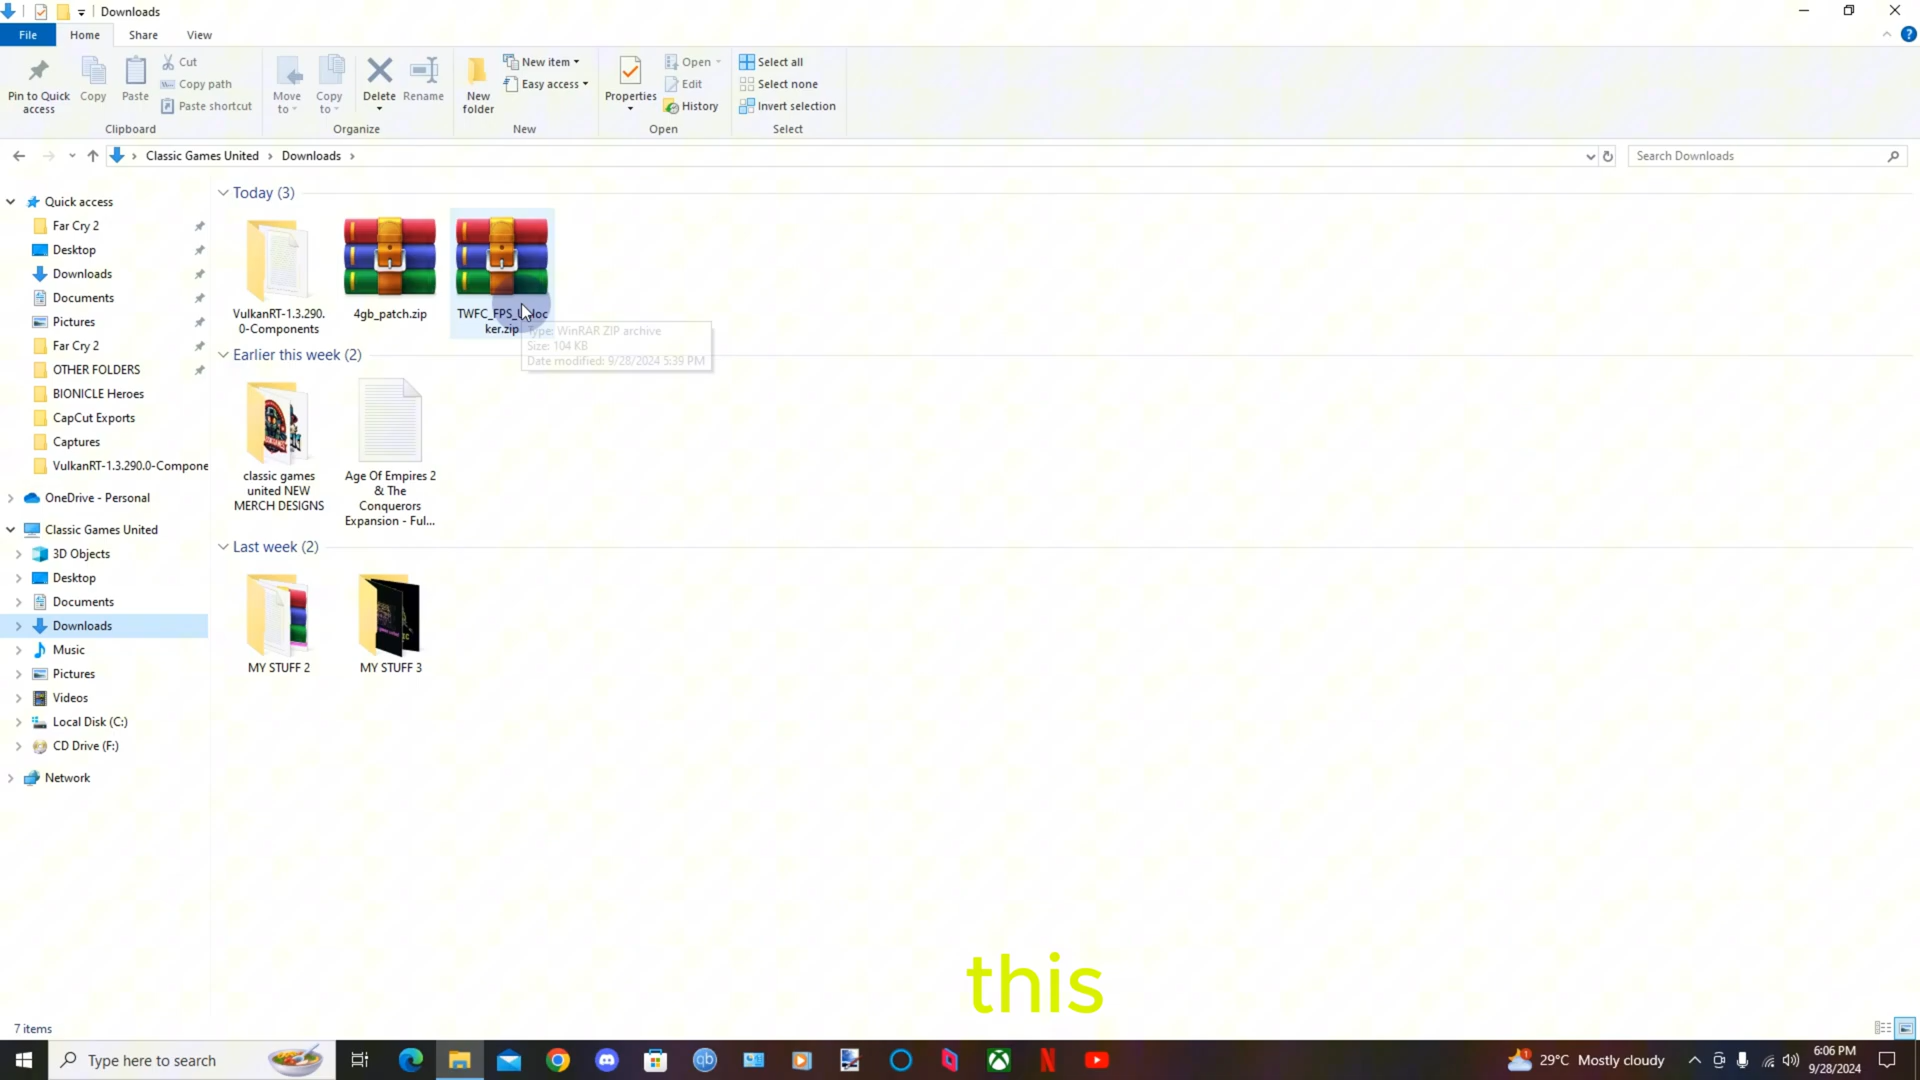 Downloads
File Home Share View
Pin to Quick access
Copy
Paste
Cut
Copy path
Paste shortcut
Clipboard
Move to
Copy to
Delete
Rename
Organize
New folder
New item
Easy access
New
Properties
Open
Edit
History
Open
Select all
Select none
Invert selection
Select
Classic Games United > Downloads >
Search Downloads
Quick access
Far Cry 2
Desktop
Downloads
Documents
Pictures
Far Cry 2
OTHER FOLDERS
BIONICLE Heroes
CapCut Exports
Captures
VulkanRT-1.3.290.0-Compone
OneDrive - Personal
Classic Games United
3D Objects
Desktop
Documents
Downloads
Music
Pictures
Videos
Local Disk (C:)
CD Drive (F:)
Network
Today (3)
VulkanRT-1.3.290.
0-Components
4gb_patch.zip
ker.zip
Type: WinRAR ZIP archive
Size: 104 KB
Date modified: 9/28/2024 5:39 PM
Earlier this week (2)
classic games
united NEW
MERCH DESIGNS
Age Of Empires 2
& The
Conquerors
Expansion - Ful...
Last week (2)
MY STUFF 2
MY STUFF 3
this
7 items
Type here to search
qb
29°C Mostly cloudy
6:06 PM
9/28/2024